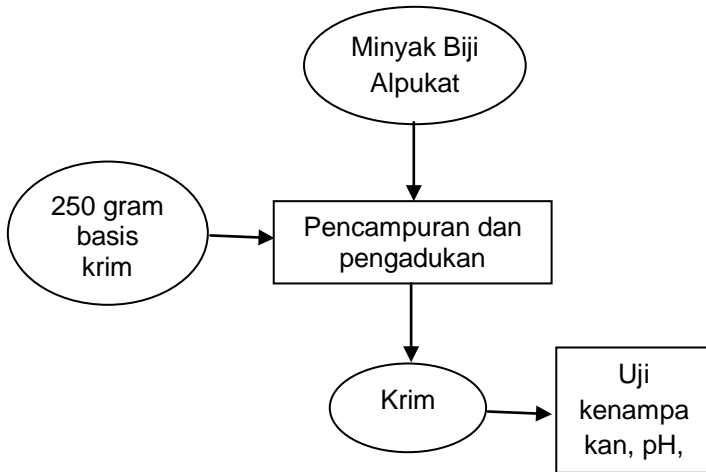 Minyak Biji
Alpukat
250 gram
basis
krim
Pencampuran dan
pengadukan
Krim
Uji
kenampa
kan, pH,